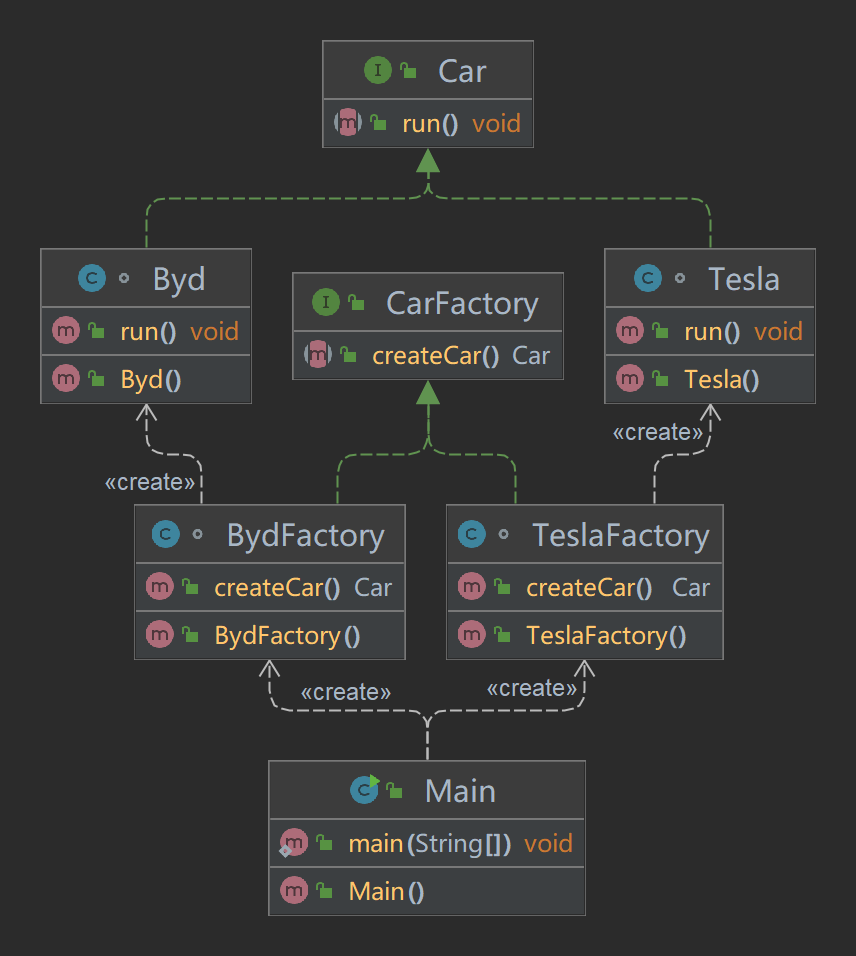 Car
run() void
Byd
run() void
Byd()
CarFactory
createCar() Car
Tesla
run() void
Tesla()
«create»
«create»
BydFactory
createCar() Car
BydFactory()
TeslaFactory
createCar() Car
TeslaFactory()
«create»
«create»
Main
main(String[]) void
Main()